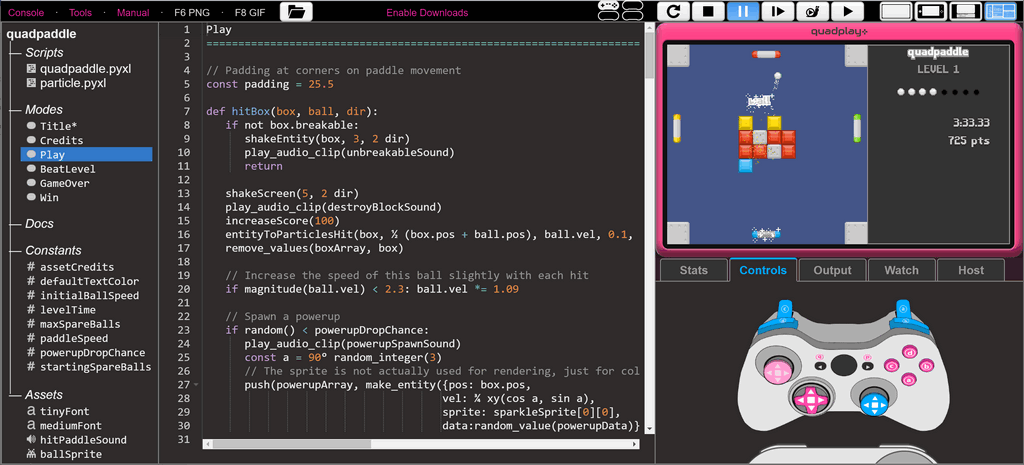 Console · Tools · Manual · F6 PNG · F8 GIF
Enable Downloads
quadpaddle
Scripts
quadpaddle.pyxl
particle.pyxl
Modes
Title*
Credits
Play
BeatLevel
GameOver
Win
Docs
Constants
# assetCredits
# defaultTextColor
# initialBallSpeed
# levelTime
# maxSpareBalls
# paddleSpeed
# powerupDropChance
# startingSpareBalls
Assets
a tinyFont
a mediumFont
hitPaddleSound
ballSprite
1 Play
2 ====================================================================
3
4 // Padding at corners on paddle movement
5 const padding = 25.5
6
7 def hitBox(box, ball, dir):
8 if not box.breakable:
9 shakeEntity(box, 3, 2 dir)
10 play_audio_clip(unbreakableSound)
11 return
12
13 shakeScreen(5, 2 dir)
14 play_audio_clip(destroyBlockSound)
15 increaseScore(100)
16 entityToParticlesHit(box, ½ (box.pos + ball.pos), ball.vel, 0.1,
17 remove_values(boxArray, box)
18
19 // Increase the speed of this ball slightly with each hit
20 if magnitude(ball.vel) < 2.3: ball.vel *= 1.09
21
22 // Spawn a powerup
23 if random() < powerupDropChance:
24 play_audio_clip(powerupSpawnSound)
25 const a = 90° random_integer(3)
26 // The sprite is not actually used for rendering, just for col
27 push(powerupArray, make_entity({pos: box.pos,
28 vel: ¾ xy(cos a, sin a),
29 sprite: sparkleSprite[0][0],
30 data:random_value(powerupData)}
31
quadplay
quadpaddle
LEVEL 1
3:33.33
725 pts
Stats
Controls
Output
Watch
Host